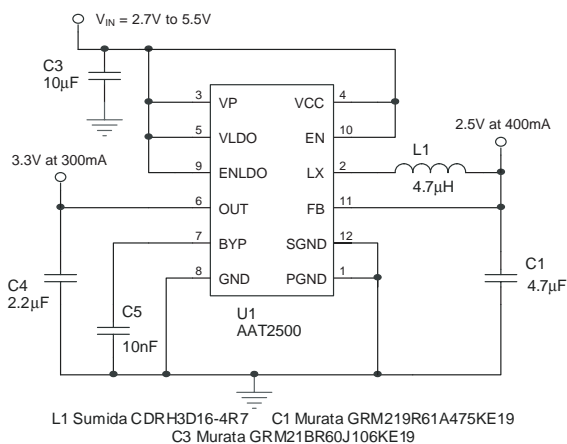 V_IN = 2.7V to 5.5V
C3
10µF
3 VP VCC 4
5 VLDO EN 10
9 ENLDO LX 2
6 OUT FB 11
7 BYP SGND 12
8 GND PGND 1
U1
AAT2500
3.3V at 300mA
2.5V at 400mA
L1
4.7µH
C4
2.2µF
C5
10nF
C1
4.7µF
L1 Sumida CDRH3D16-4R7 C1 Murata GRM219R61A475KE19
C3 Murata GRM21BR60J106KE19